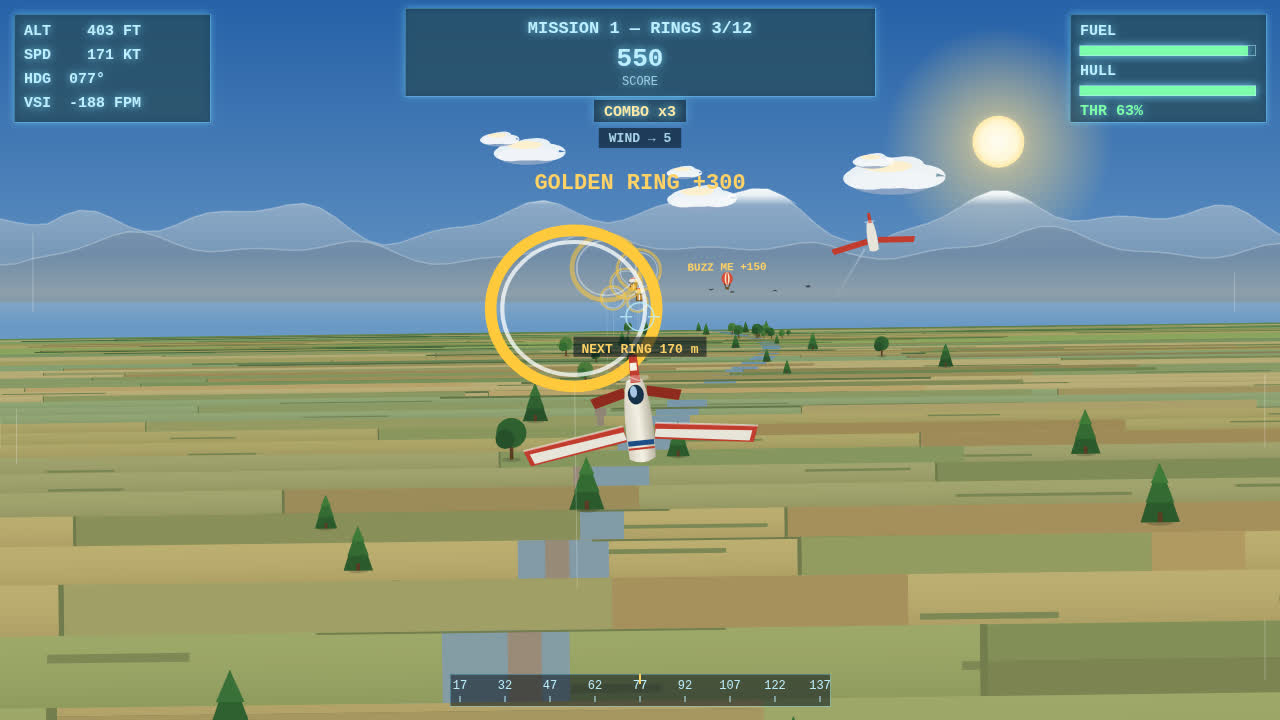 ALT 403 FT
SPD 171 KT
HDG 077°
VSI -188 FPM
MISSION 1 — RINGS 3/12
550
SCORE
COMBO x3
WIND → 5
FUEL
HULL
THR 63%
GOLDEN RING +300
BUZZ ME +150
NEXT RING 170 m
17 32 47 62 77 92 107 122 137